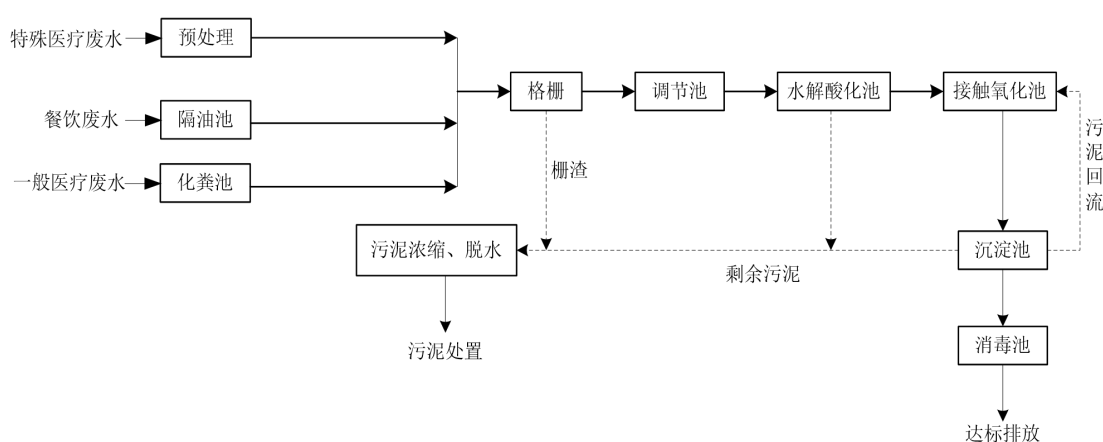 特殊医疗废水
预处理
餐饮废水
隔油池
一般医疗废水
化粪池
格栅
调节池
水解酸化池
接触氧化池
栅渣
污泥回流
污泥浓缩、脱水
剩余污泥
沉淀池
污泥处置
消毒池
达标排放